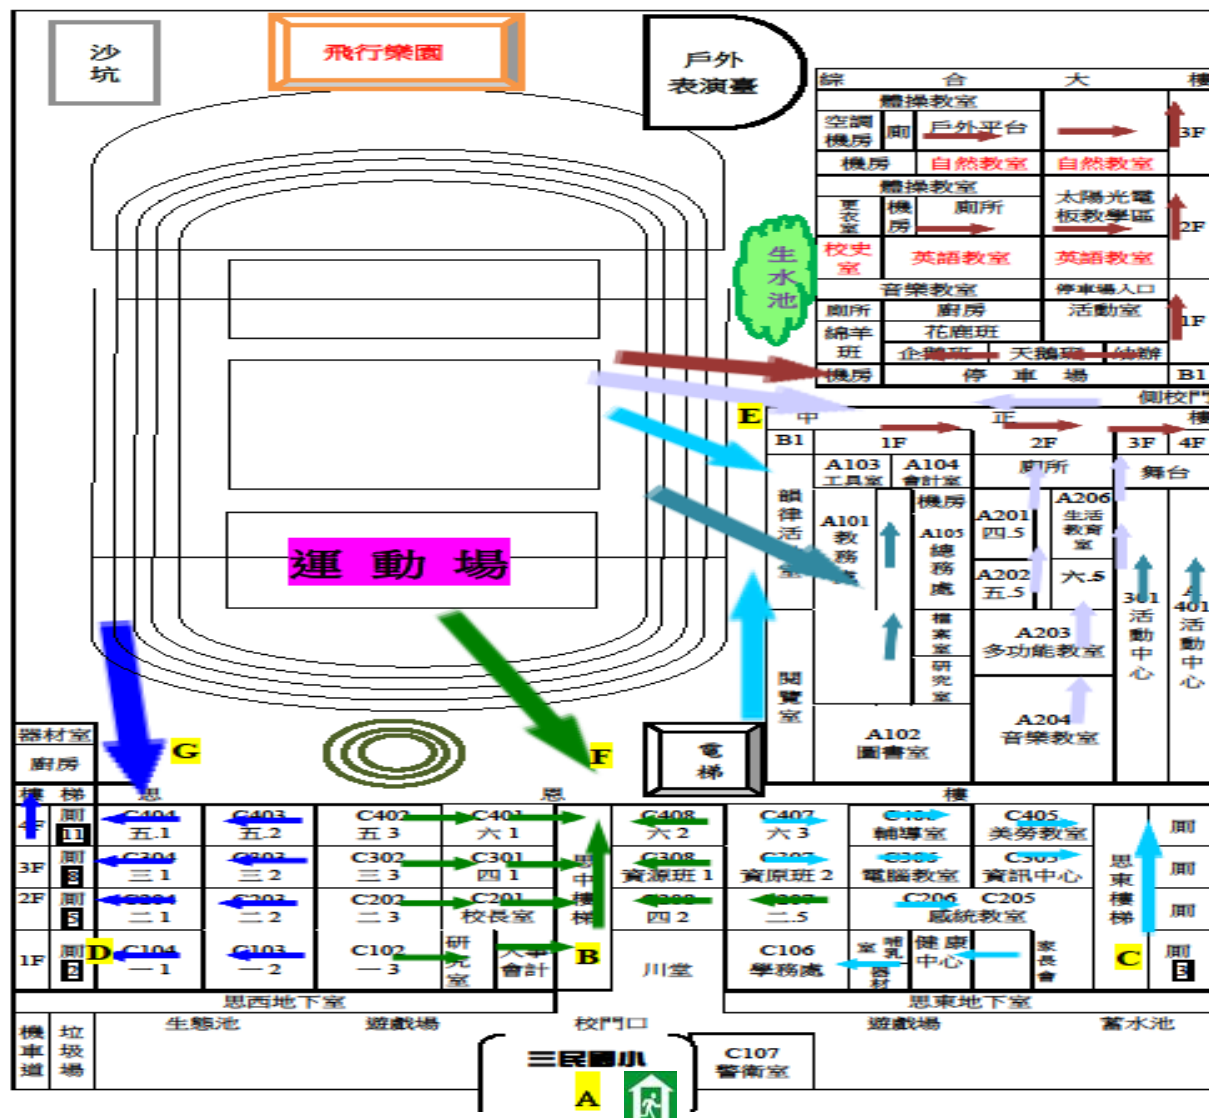 沙坑
飛行樂園
戶外
表演臺
綜 合 大 樓
體操教室
空調機房 廁 戶外平台 3F
機房 自然教室 自然教室
體操教室 太陽光電板教學區
更衣室 機房 廁所 2F
校史室 英語教室 英語教室
生水池
音樂教室 停車場入口
廁所 廚房 活動室 1F
綿羊班 花鹿班
企鵝班 天鵝班 幼辦
機房 停 車 場 B1
側校門
E 中 正 樓
B1 1F 2F 3F 4F
A103 工具室 A104 會計室 廁所 舞台
韻律活 室 A101 教務處 機房 A105 總務處 A201 四.5 A206 生活教育室
運 動 場
A202 五.5 六.5 301 活動中心 A 401 活動中心
檔案室 A203 多功能教室
閱覽室 研究室
A102 圖書室 A204 音樂教室
電梯
器材室
廚房
G F
樓 梯 思 恩 樓
4F 廁 11 C404 五.1 C403 五.2 C402 五 3 C401 六 1 C408 六 2 C407 六 3 輔導室 C405 美勞教室 廁
3F 廁 8 C304 三 1 C303 三 2 C302 三 3 C301 四 1 思中樓梯 C308 資源班 1 資原班 2 電腦教室 資訊中心 思東樓梯 廁
2F 廁 5 C204 二 1 C203 二 2 C202 二 3 C201 校長室 四 2 二.5 C206 C205 感統教室 廁
1F 廁 2 D C104 一 1 C103 一 2 C102 一 3 研究室 人事會計 B 川堂 C106 學務處 哺乳室 器材 健康中心 家長會 C 廁 3
思西地下室 思東地下室
機車道 垃圾場 生態池 遊戲場 校門口 遊戲場 蓄水池
三民國小 C107
A 警衛室